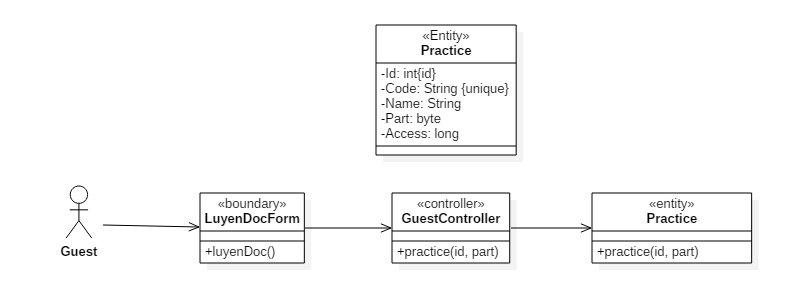 «Entity»
Practice
-Id: int{id}
-Code: String {unique}
-Name: String
-Part: byte
-Access: long
Guest
«boundary»
LuyenDocForm
+luyenDoc()
«controller»
GuestController
+practice(id, part)
«entity»
Practice
+practice(id, part)